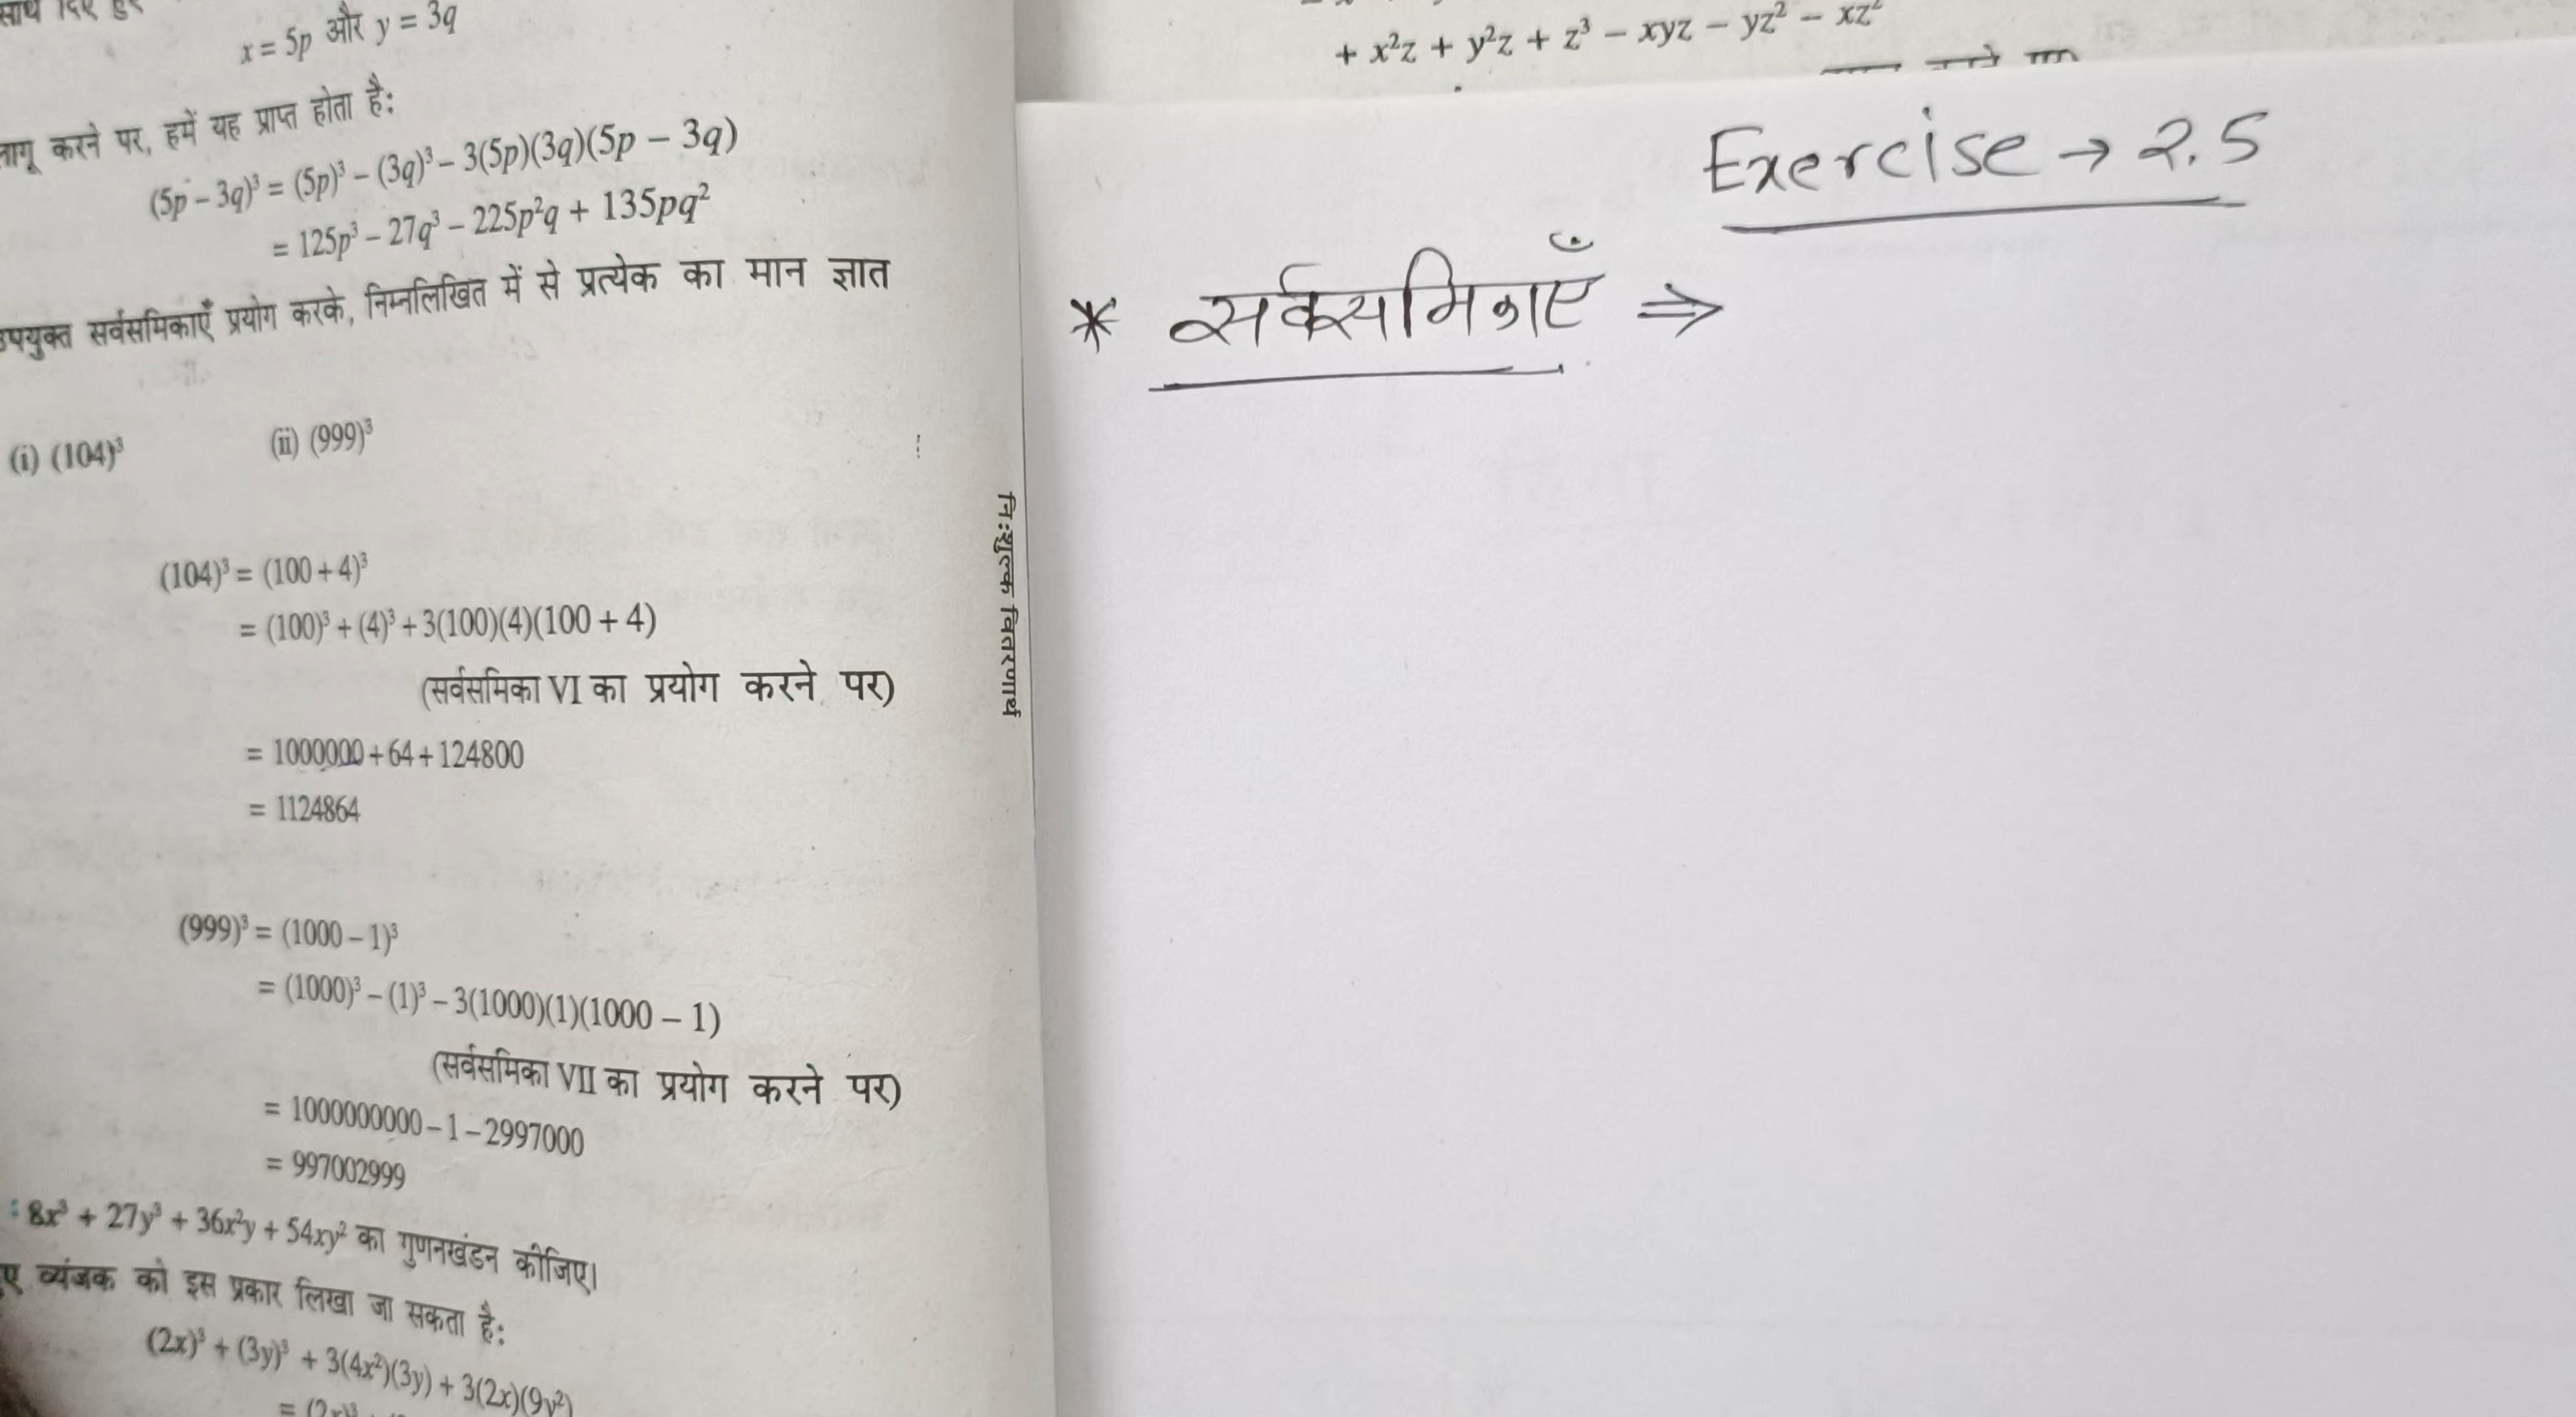 साथ दिए हुए
x = 5p और y = 3q
लागू करने पर, हमें यह प्राप्त होता है:
(5p – 3q)³ = (5p)³ – (3q)³ – 3(5p)(3q)(5p – 3q)
= 125p³ – 27q³ – 225p²q + 135pq²
उपयुक्त सर्वसमिकाएँ प्रयोग करके, निम्नलिखित में से प्रत्येक का मान ज्ञात
(i) (104)³ (ii) (999)³
(104)³ = (100 + 4)³
= (100)³ + (4)³ + 3(100)(4)(100 + 4)
(सर्वसमिका VI का प्रयोग करने पर)
= 1000000 + 64 + 124800
= 1124864
(999)³ = (1000 – 1)³
= (1000)³ – (1)³ – 3(1000)(1)(1000 – 1)
(सर्वसमिका VII का प्रयोग करने पर)
= 1000000000 – 1 – 2997000
= 997002999
: 8x³ + 27y³ + 36x²y + 54xy² का गुणनखंडन कीजिए।
ए व्यंजक को इस प्रकार लिखा जा सकता है:
(2x)³ + (3y)³ + 3(4x²)(3y) + 3(2x)(9y²)
= (2x)³
नि:शुल्क वितरणार्थ
+ x²z + y²z + z³ – xyz – yz² – xz²
Exercise → 2.5
* सर्वसमिकाएँ ⇒